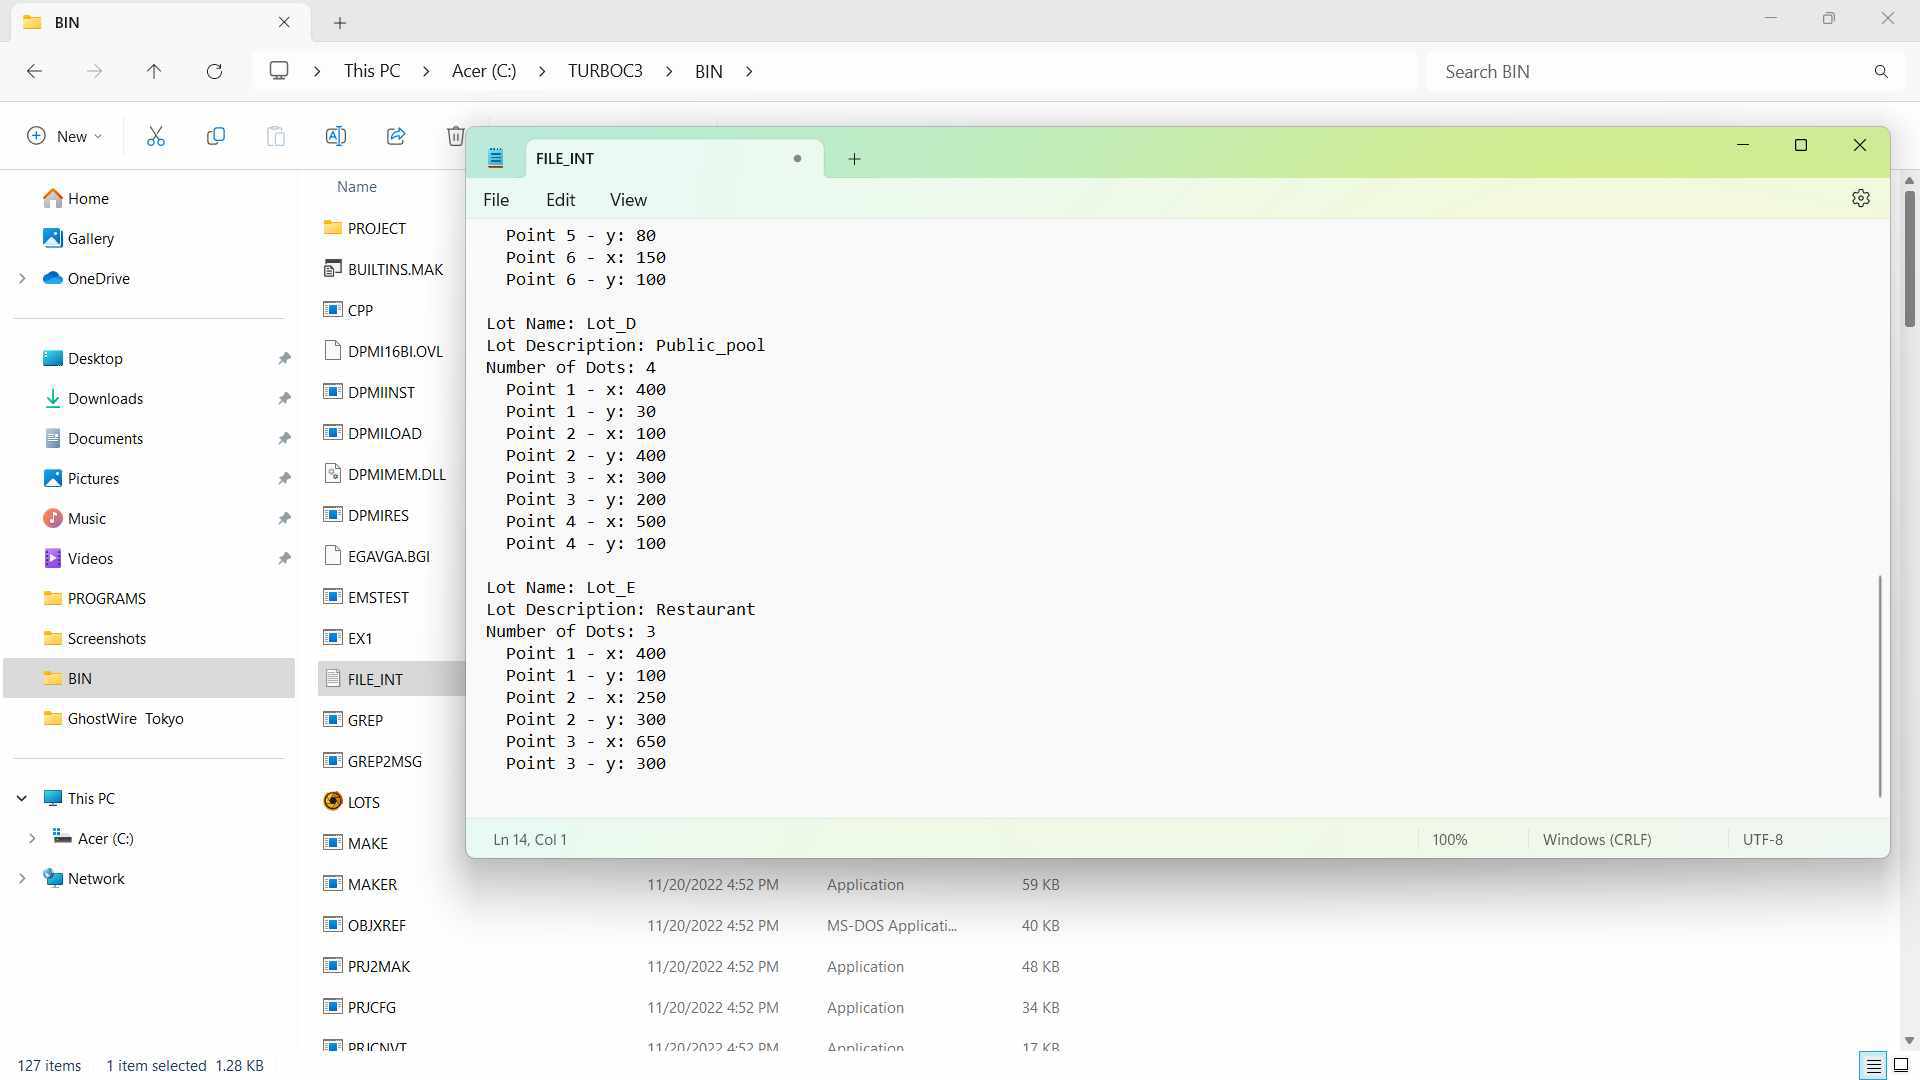 BIN
This PC
Acer (C:)
TURBOC3
BIN
Search BIN
New
FILE_INT
File
Edit
View
Home
Gallery
OneDrive
Desktop
Downloads
Documents
Pictures
Music
Videos
PROGRAMS
Screenshots
BIN
GhostWire Tokyo
This PC
Acer (C:)
Network
Name
PROJECT
BUILTINS.MAK
CPP
DPMI16BI.OVL
DPMIINST
DPMILOAD
DPMIMEM.DLL
DPMIRES
EGAVGA.BGI
EMSTEST
EX1
FILE_INT
GREP
GREP2MSG
LOTS
MAKE
Point 5 - y: 80
Point 6 - x: 150
Point 6 - y: 100
Lot Name: Lot_D
Lot Description: Public_pool
Number of Dots: 4
Point 1 - x: 400
Point 1 - y: 30
Point 2 - x: 100
Point 2 - y: 400
Point 3 - x: 300
Point 3 - y: 200
Point 4 - x: 500
Point 4 - y: 100
Lot Name: Lot_E
Lot Description: Restaurant
Number of Dots: 3
Point 1 - x: 400
Point 1 - y: 100
Point 2 - x: 250
Point 2 - y: 300
Point 3 - x: 650
Point 3 - y: 300
Ln 14, Col 1
100%
Windows (CRLF)
UTF-8
MAKER 11/20/2022 4:52 PM Application 59 KB
OBJXREF 11/20/2022 4:52 PM MS-DOS Applicati... 40 KB
PRJ2MAK 11/20/2022 4:52 PM Application 48 KB
PRJCFG 11/20/2022 4:52 PM Application 34 KB
PRJCNVT 11/20/2022 4:52 PM Application 17 KB
127 items 1 item selected 1.28 KB